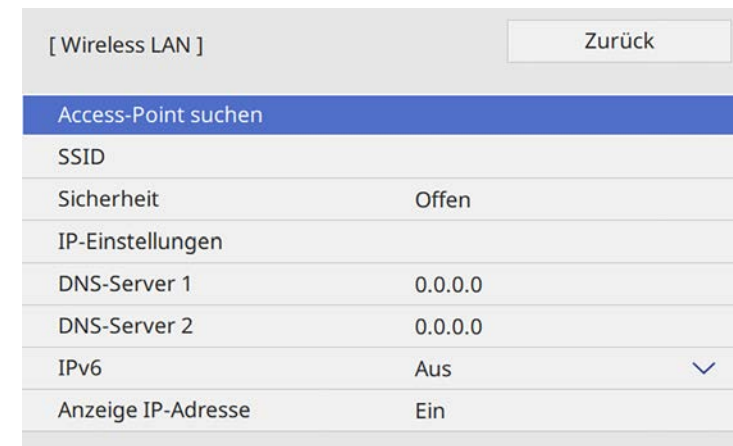 [ Wireless LAN ] Zurück
Access-Point suchen
SSID
Sicherheit Offen
IP-Einstellungen
DNS-Server 1 0.0.0.0
DNS-Server 2 0.0.0.0
IPv6 Aus
Anzeige IP-Adresse Ein